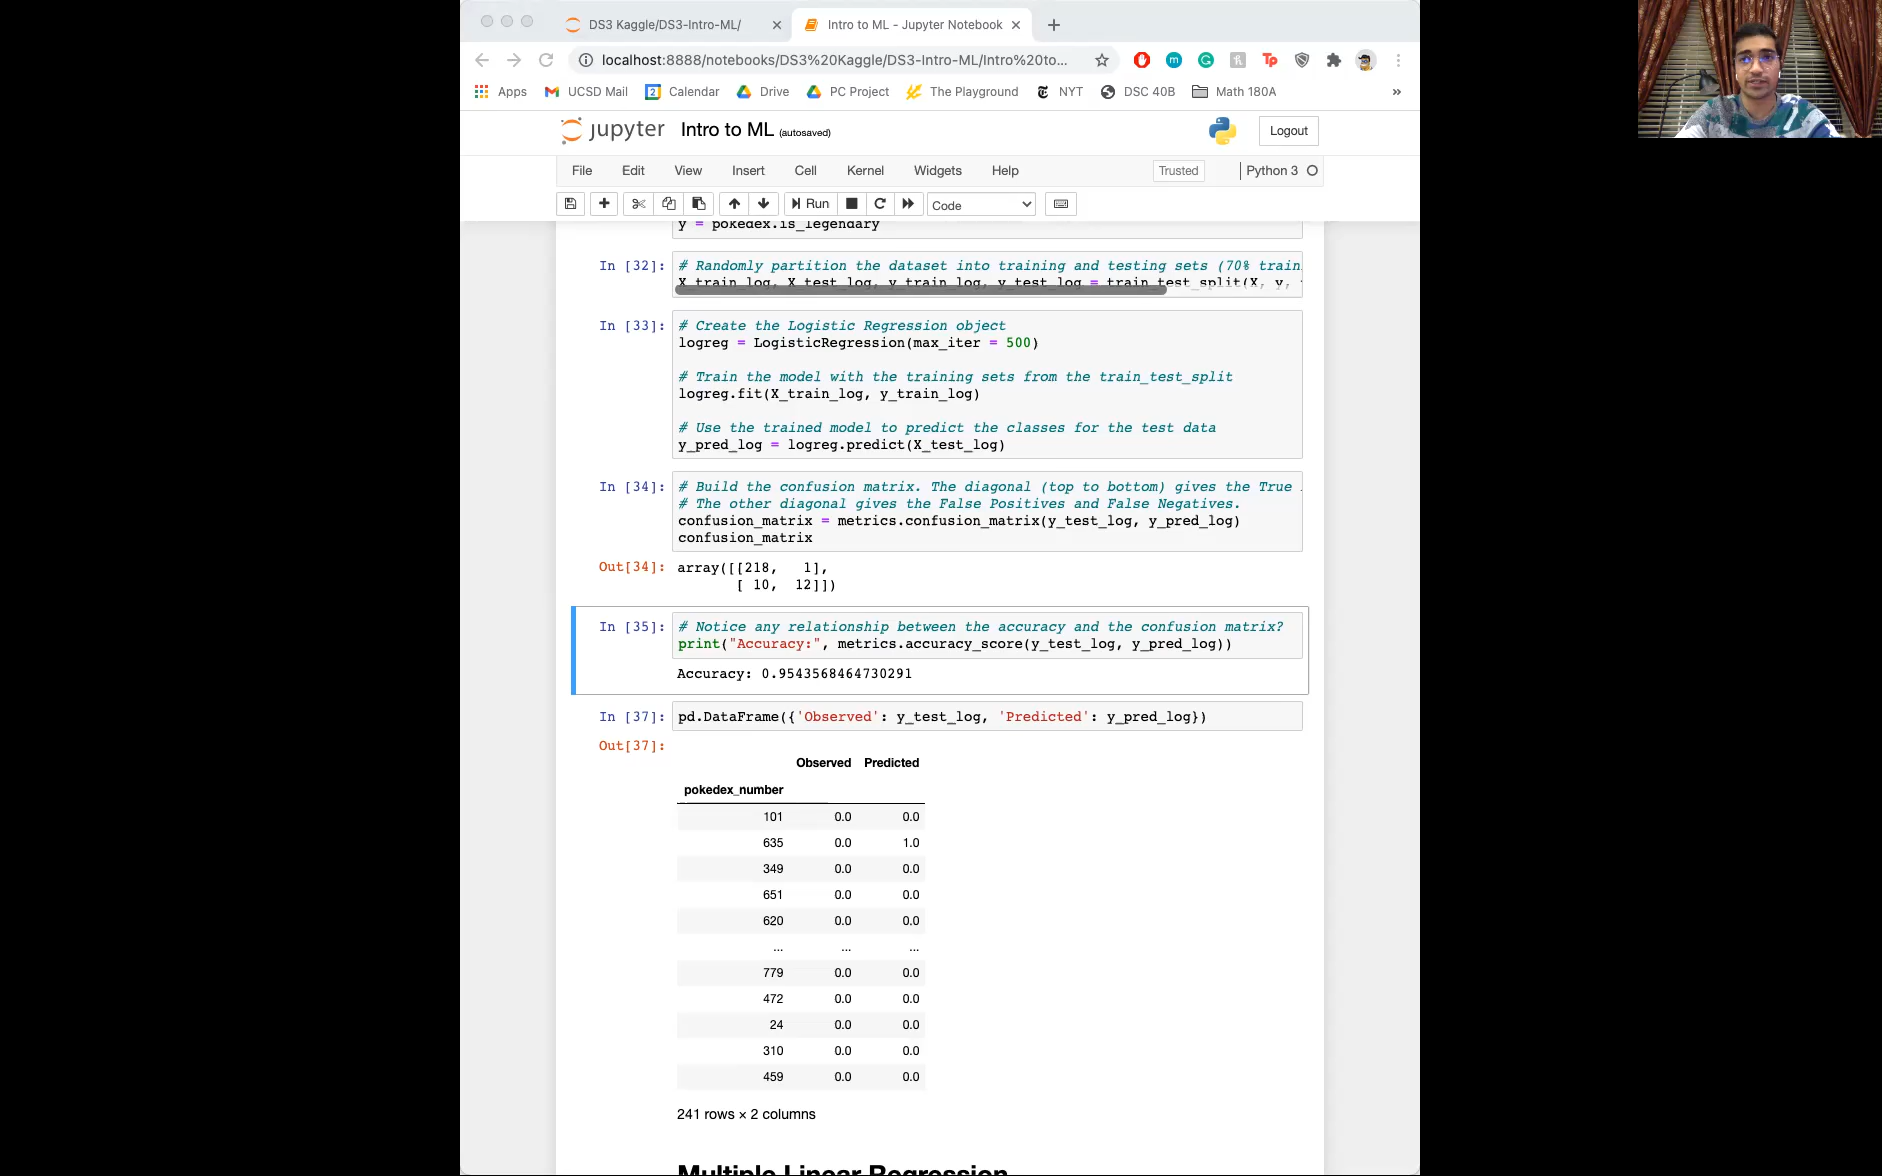 DS3 Kaggle/DS3-Intro-ML/
Intro to ML - Jupyter Notebook
localhost:8888/notebooks/DS3%20Kaggle/DS3-Intro-ML/Intro%20to...
Apps UCSD Mail 2 Calendar Drive PC Project The Playground NYT DSC 40B Math 180A »
jupyter Intro to ML (autosaved) Logout
File Edit View Insert Cell Kernel Widgets Help Trusted Python 3
Run Code
y = pokedex.is_legendary
In [32]: # Randomly partition the dataset into training and testing sets (70% train
X_train_log, X_test_log, y_train_log, y_test_log = train_test_split(X, y,
In [33]: # Create the Logistic Regression object
logreg = LogisticRegression(max_iter = 500)
# Train the model with the training sets from the train_test_split
logreg.fit(X_train_log, y_train_log)
# Use the trained model to predict the classes for the test data
y_pred_log = logreg.predict(X_test_log)
In [34]: # Build the confusion matrix. The diagonal (top to bottom) gives the True
# The other diagonal gives the False Positives and False Negatives.
confusion_matrix = metrics.confusion_matrix(y_test_log, y_pred_log)
confusion_matrix
Out[34]: array([[218, 1],
[ 10, 12]])
In [35]: # Notice any relationship between the accuracy and the confusion matrix?
print("Accuracy:", metrics.accuracy_score(y_test_log, y_pred_log))
Accuracy: 0.9543568464730291
In [37]: pd.DataFrame({'Observed': y_test_log, 'Predicted': y_pred_log})
Out[37]:
Observed Predicted
pokedex_number
101 0.0 0.0
635 0.0 1.0
349 0.0 0.0
651 0.0 0.0
620 0.0 0.0
... ... ...
779 0.0 0.0
472 0.0 0.0
24 0.0 0.0
310 0.0 0.0
459 0.0 0.0
241 rows × 2 columns
Multiple Linear Regression